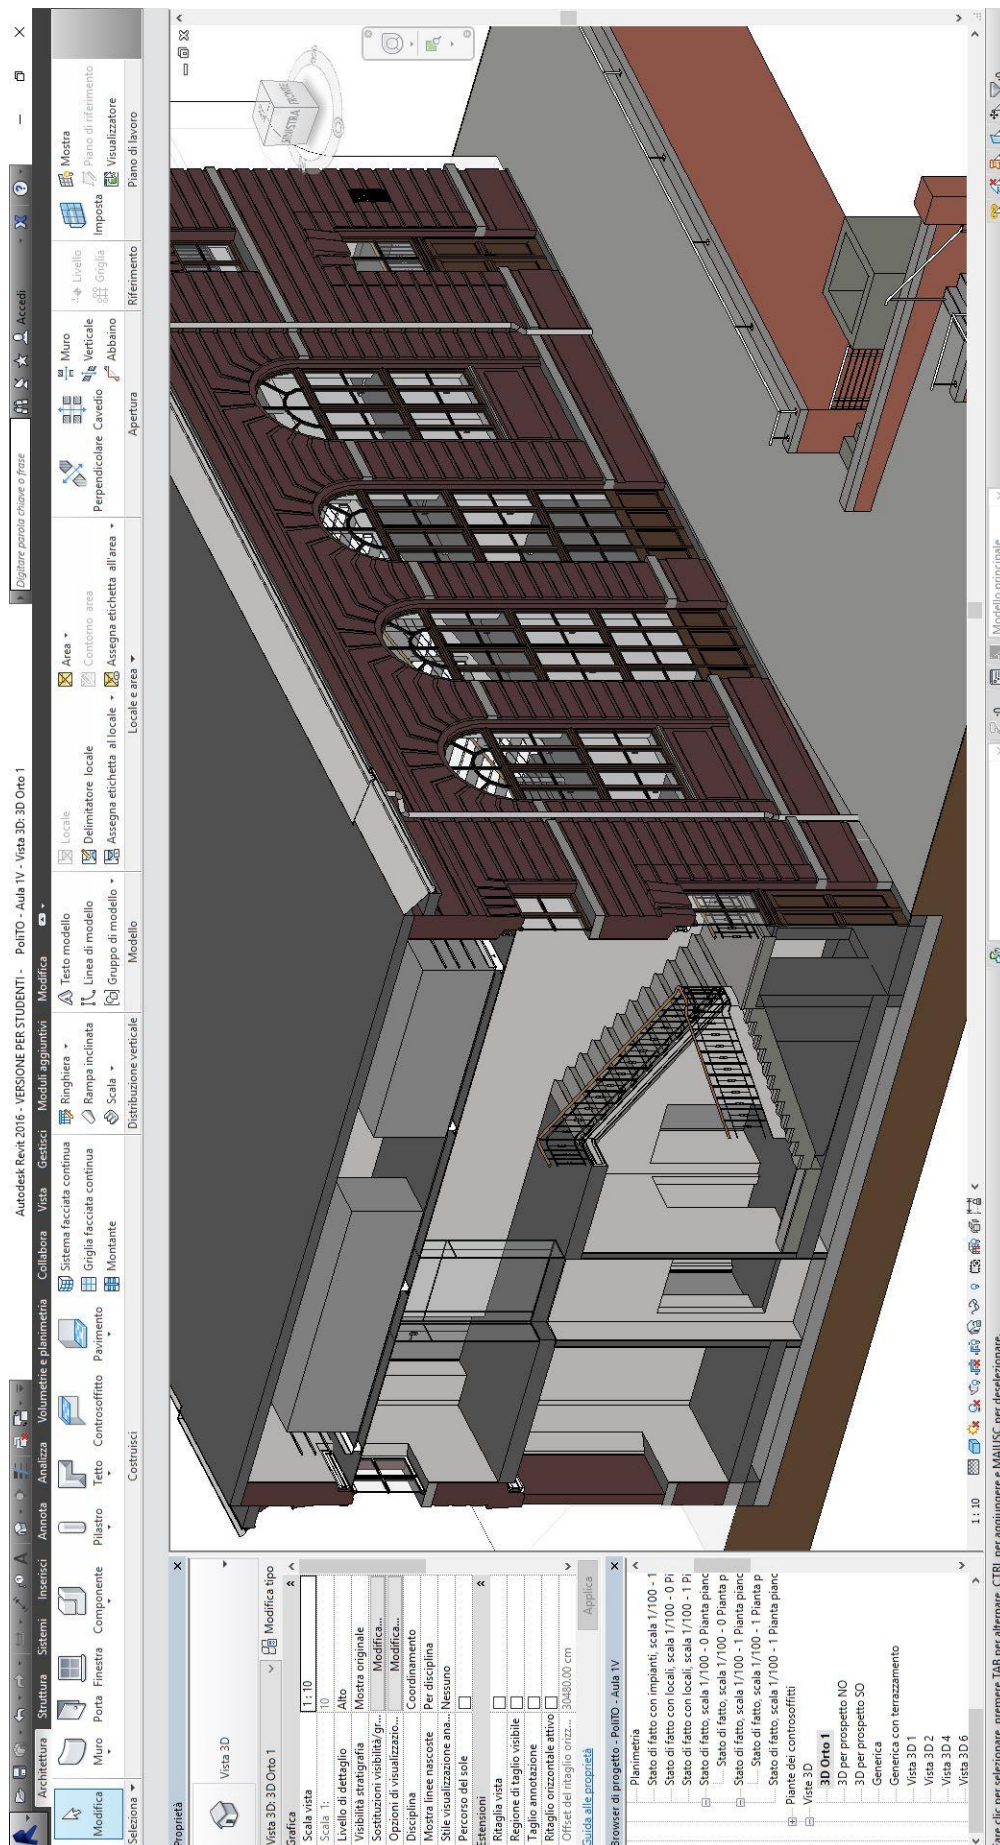 Autodesk Revit 2016 - VERSIONE PER STUDENTI - PoliTO - Aula 1V - Vista 3D: 3D Orto 1
Digitare parola chiave o frase
Accedi
Architettura Struttura Sistemi Inserisci Annota Analizza Volumetrie e planimetria Collabora Vista Gestisci Moduli aggiuntivi Modifica
Modifica
Muro
Porta
Finestra
Componente
Pilastro
Tetto
Controsoffitto
Pavimento
Sistema facciata continua
Griglia facciata continua
Montante
Ringhiera
Rampa inclinata
Scala
Testo modello
Linea di modello
Gruppo di modello
Locale
Delimitatore locale
Assegna etichetta al locale
Area
Contorno area
Assegna etichetta all'area
Perpendicolare
Cavedio
Muro
Verticale
Abbaino
Livello
Griglia
Imposta
Mostra
Piano di riferimento
Visualizzatore
Seleziona
Costruisci
Distribuzione verticale
Modello
Locale e area
Apertura
Riferimento
Piano di lavoro
Proprietà
Vista 3D
Vista 3D: 3D Orto 1
Modifica tipo
Grafica
Scala vista 1 : 10
Scala 1: 10
Livello di dettaglio Alto
Visibilità stratigrafia Mostra originale
Sostituzioni visibilità/gr... Modifica...
Opzioni di visualizzazio... Modifica...
Disciplina Coordinamento
Mostra linee nascoste Per disciplina
Stile visualizzazione ana... Nessuno
Percorso del sole
Estensioni
Ritaglia vista
Regione di taglio visibile
Taglio annotazione
Ritaglio orizzontale attivo
Offset del ritaglio orizz... 30480.00 cm
Guida alle proprietà
Applica
Browser di progetto - PoliTO - Aula 1V
Planimetria
Stato di fatto con impianti, scala 1/100 - 1
Stato di fatto con locali, scala 1/100 - 0 Pi
Stato di fatto con locali, scala 1/100 - 1 Pi
Stato di fatto, scala 1/100 - 0 Pianta pianc
Stato di fatto, scala 1/100 - 0 Pianta p
Stato di fatto, scala 1/100 - 1 Pianta pianc
Stato di fatto, scala 1/100 - 1 Pianta p
Stato di fatto, scala 1/100 - 1 Pianta pianc
Piante dei controsoffitti
Viste 3D
3D Orto 1
3D per prospetto NO
3D per prospetto SO
Generica
Generica con terrazzamento
Vista 3D 1
Vista 3D 2
Vista 3D 4
Vista 3D 6
SINISTRA
FRONTE
1 : 10
Modello principale
clic per selezionare, premere TAB per alternare, CTRL per aggiungere e MAIUSC per deselezionare.